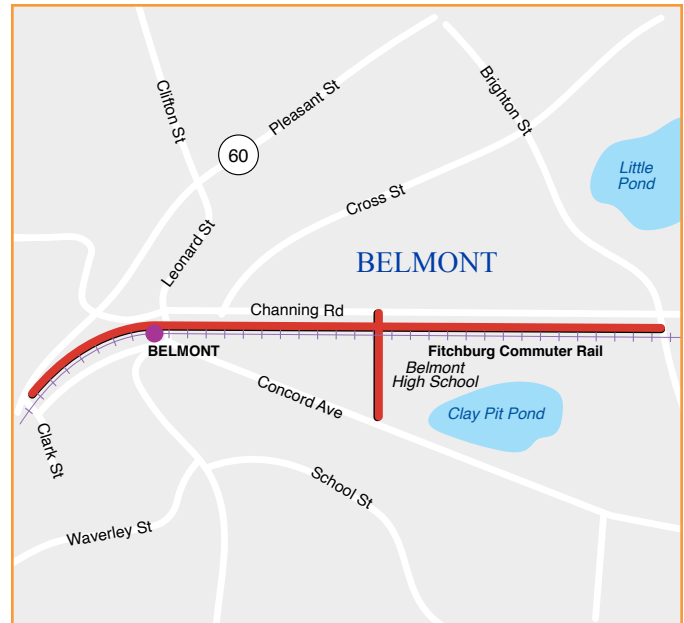 Clifton St
Pleasant St
Brighton St
60
Little
Pond
Cross St
Leonard St
BELMONT
Channing Rd
BELMONT
Fitchburg Commuter Rail
Belmont
High School
Concord Ave
Clay Pit Pond
Clark St
School St
Waverley St